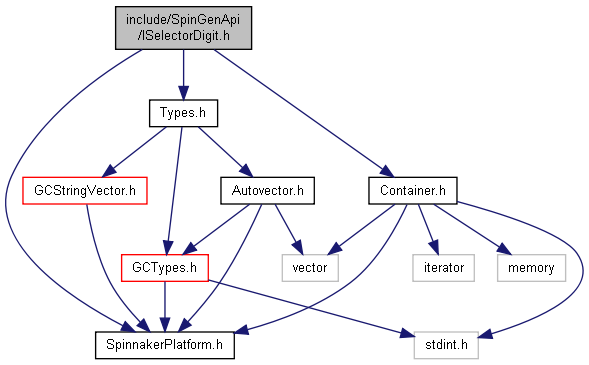 include/SpinGenApi
/ISelectorDigit.h
Types.h
GCStringVector.h
Autovector.h
Container.h
GCTypes.h
vector
iterator
memory
SpinnakerPlatform.h
stdint.h